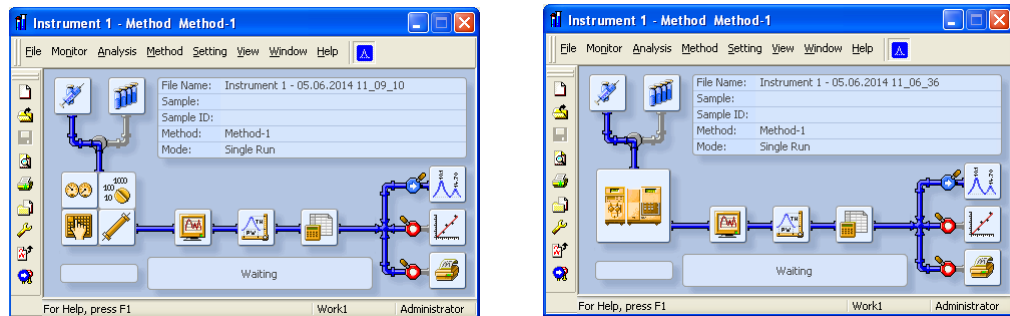 Instrument 1 - Method Method-1
File Monitor Analysis Method Setting View Window Help
File Name: Instrument 1 - 05.06.2014 11_09_10
Sample:
Sample ID:
Method: Method-1
Mode: Single Run
1000
100
10
Waiting
For Help, press F1 Work1 Administrator
Instrument 1 - Method Method-1
File Monitor Analysis Method Setting View Window Help
File Name: Instrument 1 - 05.06.2014 11_06_36
Sample:
Sample ID:
Method: Method-1
Mode: Single Run
Waiting
For Help, press F1 Work1 Administrator